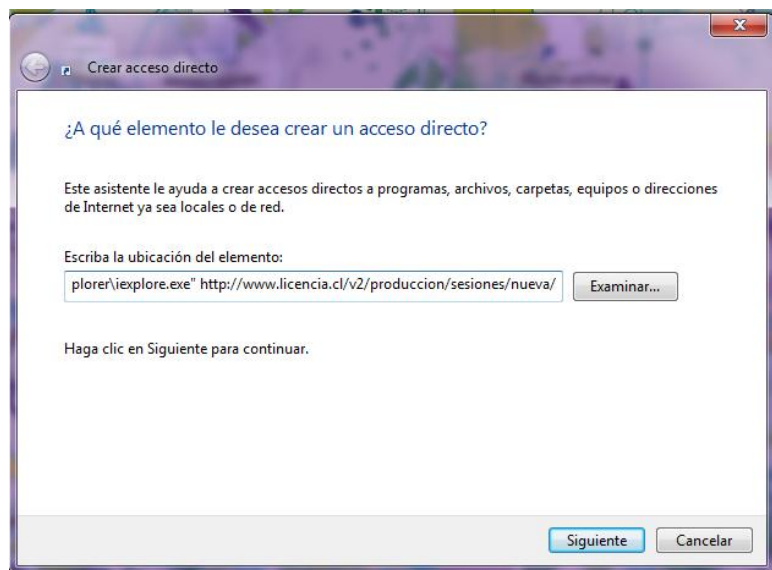 Crear acceso directo
¿A qué elemento le desea crear un acceso directo?
Este asistente le ayuda a crear accesos directos a programas, archivos, carpetas, equipos o direcciones
de Internet ya sea locales o de red.
Escriba la ubicación del elemento:
plorer\iexplore.exe" http://www.licencia.cl/v2/produccion/sesiones/nueva/
Examinar...
Haga clic en Siguiente para continuar.
Siguiente
Cancelar